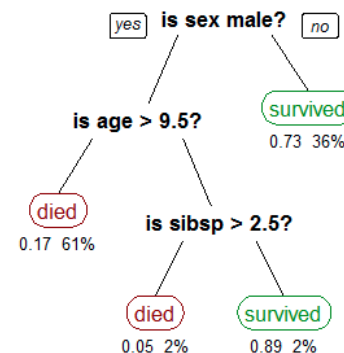 yes is sex male? no
is age > 9.5?
survived
0.73 36%
died
0.17 61%
is sibsp > 2.5?
died survived
0.05 2% 0.89 2%